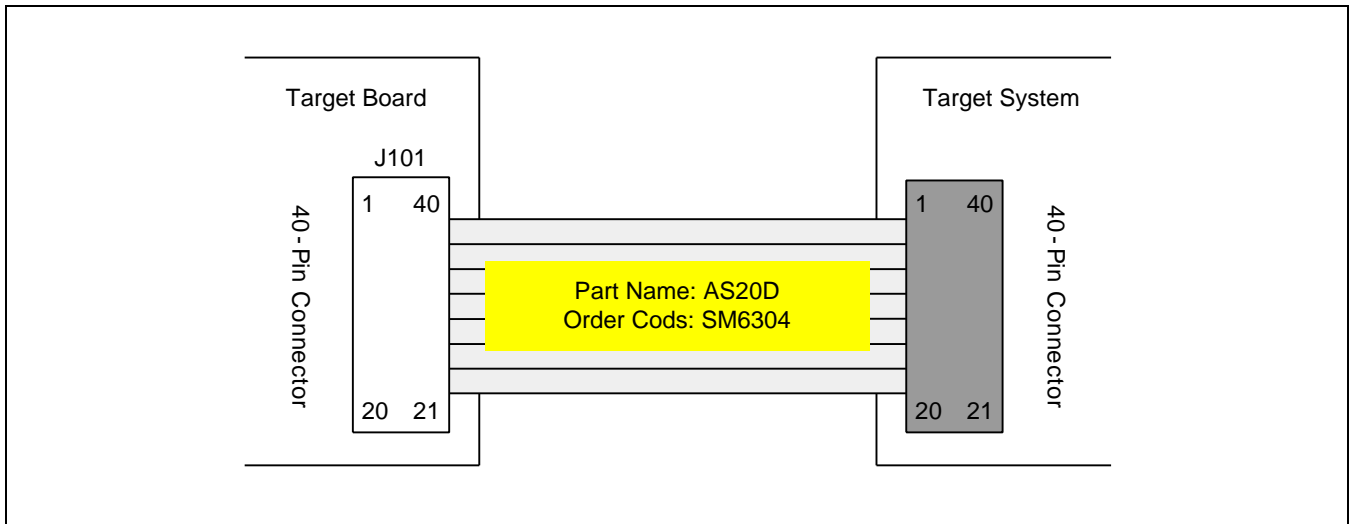 Target Board
Target System
J101
1 40
1 40
40 - Pin Connector
40 - Pin Connector
Part Name: AS20D
Order Cods: SM6304
20 21
20 21